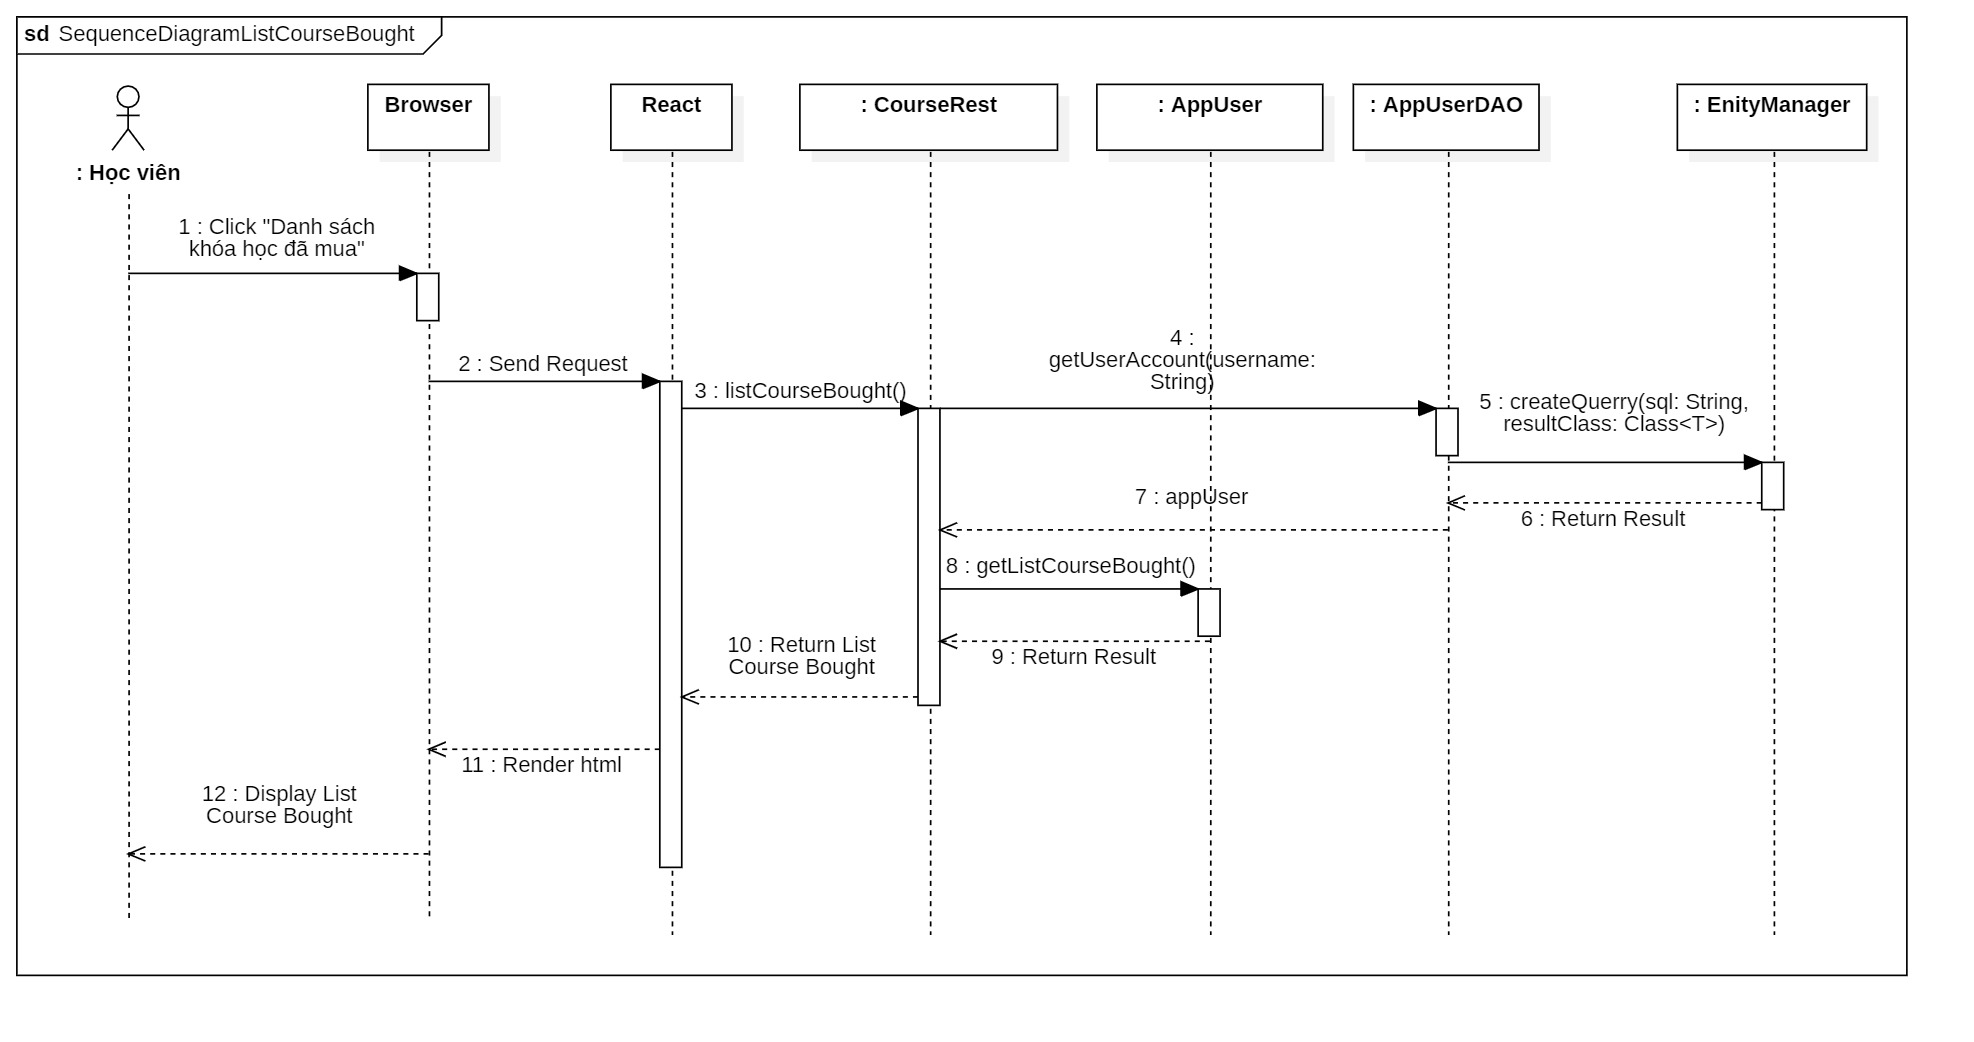 sd SequenceDiagramListCourseBought
Browser
React
: CourseRest
: AppUser
: AppUserDAO
: EnityManager
: Học viên
1 : Click "Danh sách
khóa học đã mua"
2 : Send Request
3 : listCourseBought()
4 :
getUserAccount(username:
String)
5 : createQuerry(sql: String,
resultClass: Class<T>)
6 : Return Result
7 : appUser
8 : getListCourseBought()
9 : Return Result
10 : Return List
Course Bought
11 : Render html
12 : Display List
Course Bought